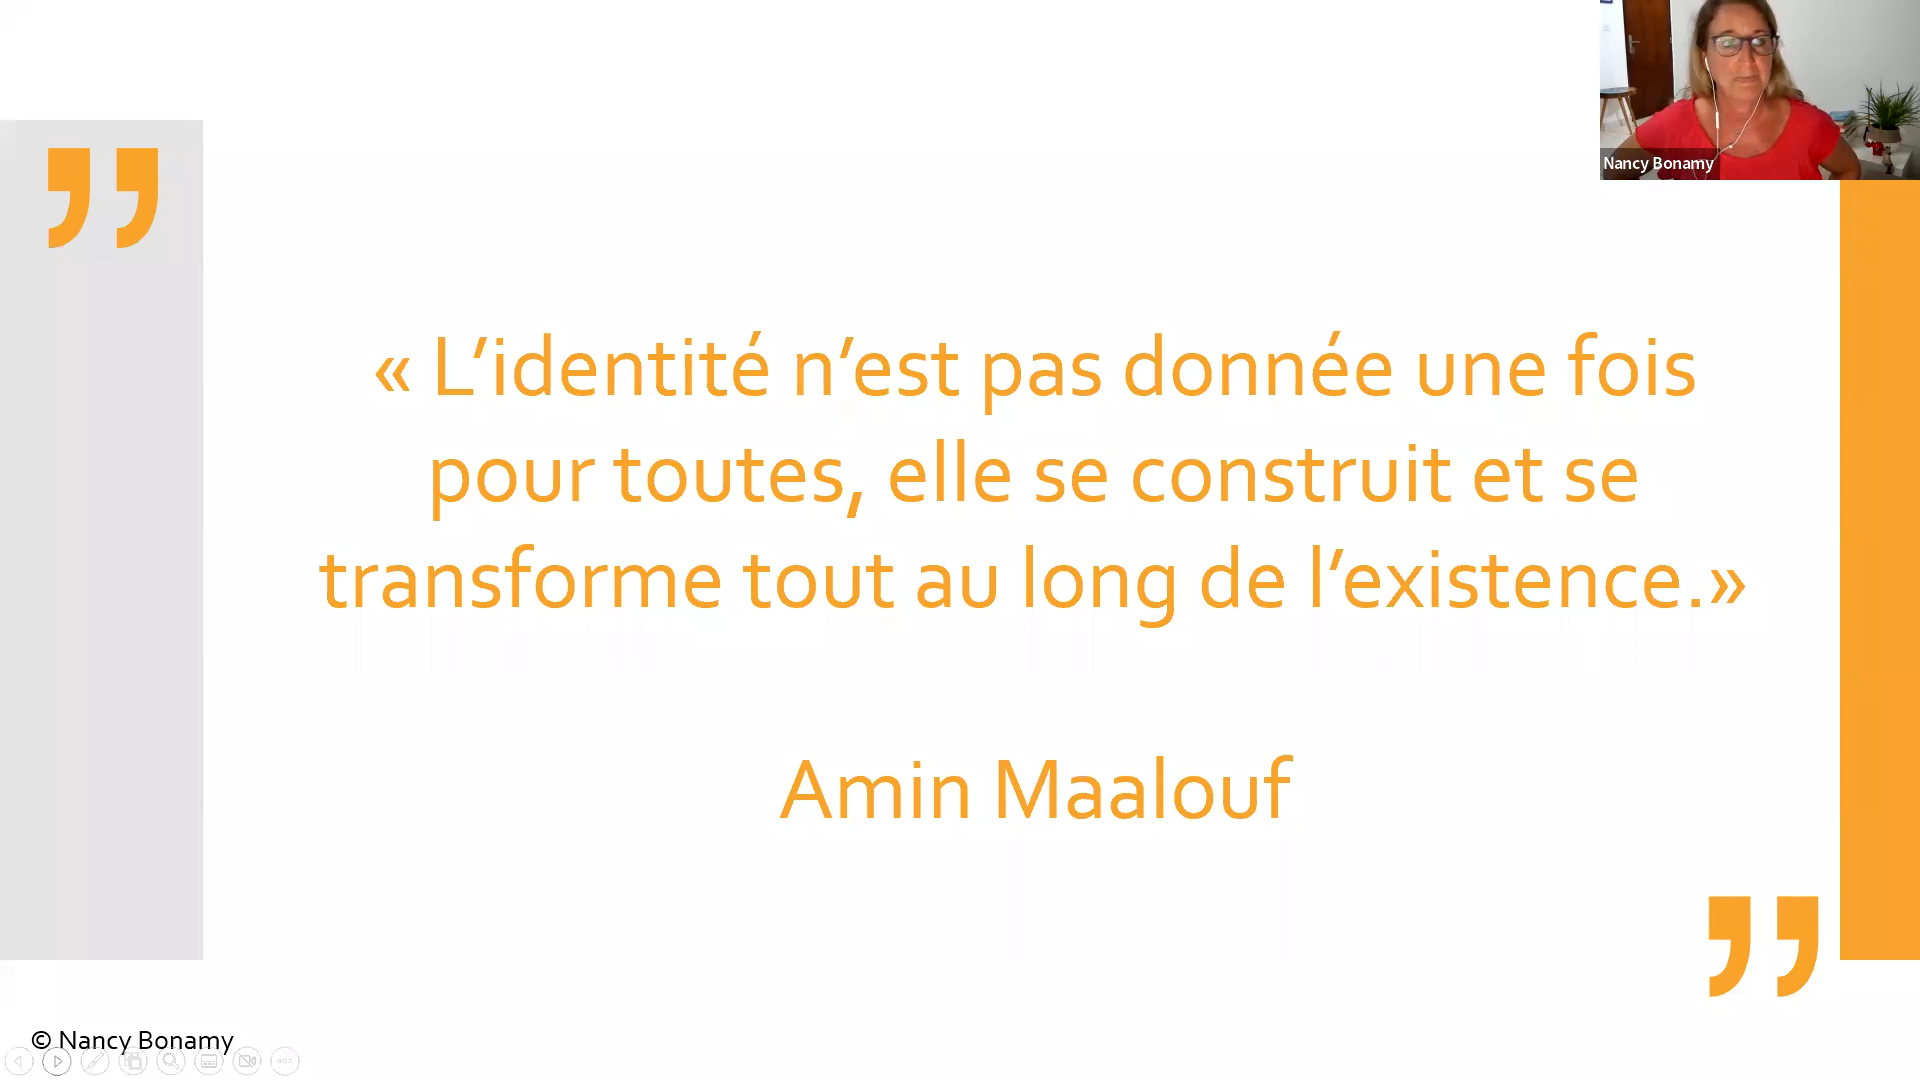 Nancy Bonamy
”
« L’identité n’est pas donnée une fois
pour toutes, elle se construit et se
transforme tout au long de l’existence.»
Amin Maalouf
”
© Nancy Bonamy